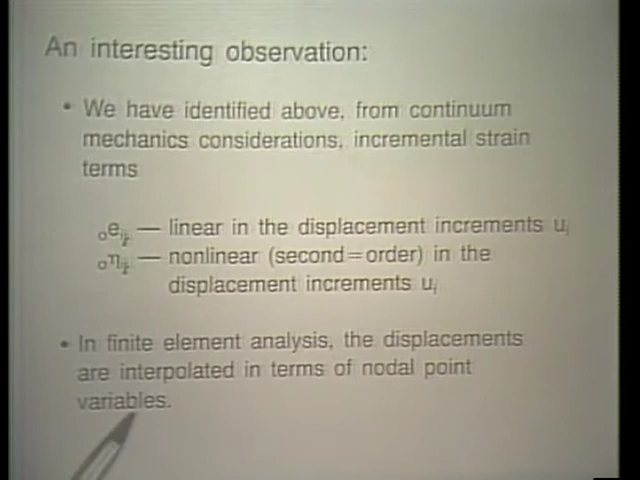 An interesting observation:
• We have identified above, from continuum
mechanics considerations, incremental strain
terms
₀eᵢⱼ — linear in the displacement increments uᵢ
₀ηᵢⱼ — nonlinear (second=order) in the
displacement increments uᵢ
• In finite element analysis, the displacements
are interpolated in terms of nodal point
variables.